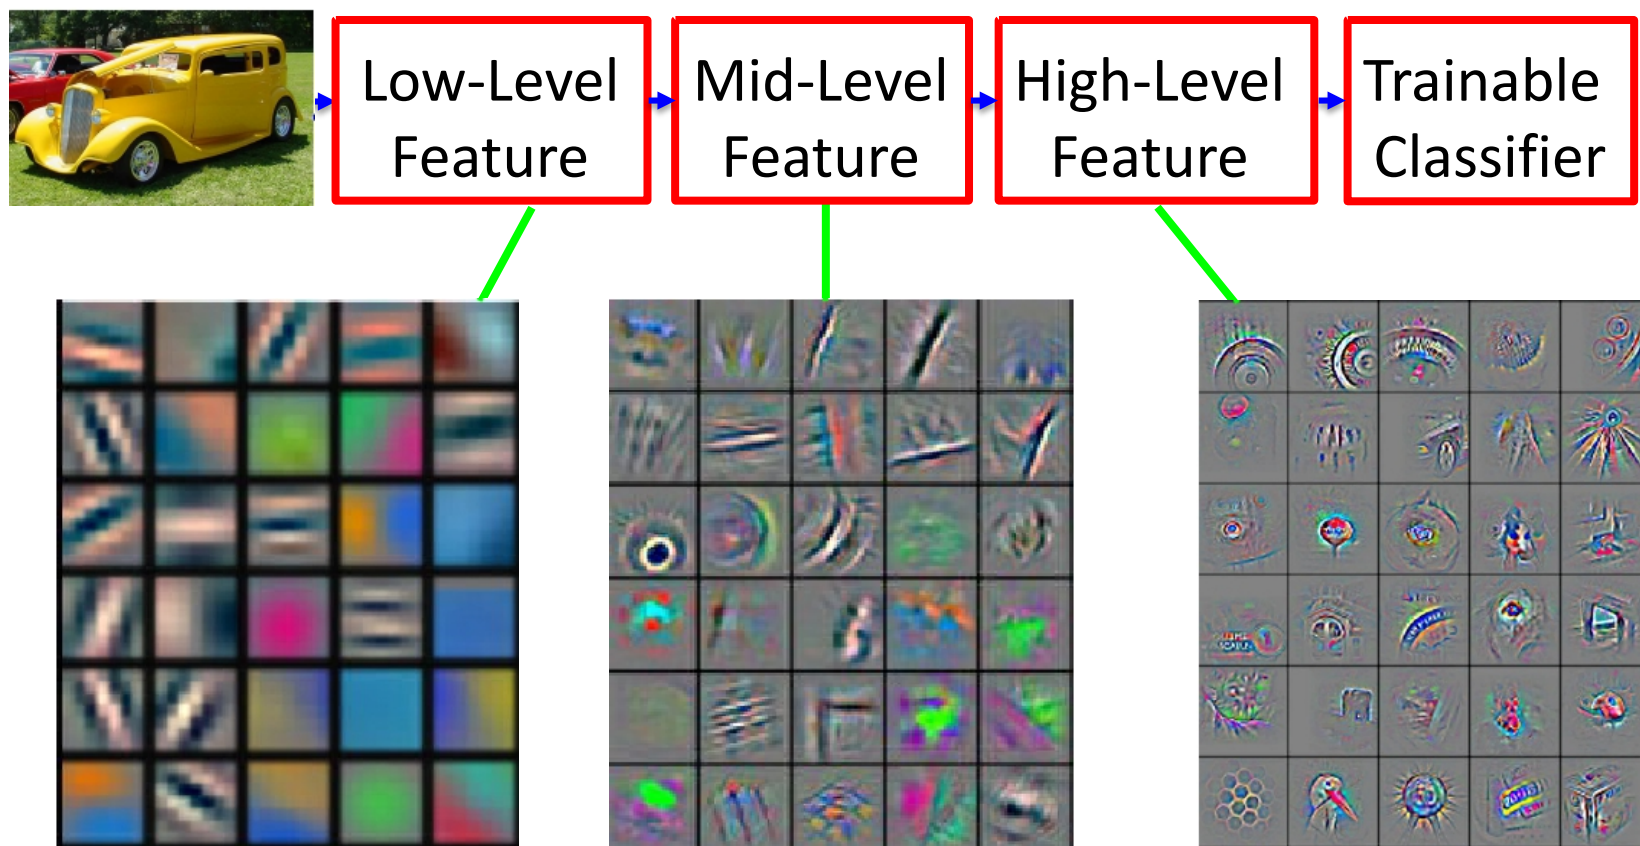 Low-Level
Feature
Mid-Level
Feature
High-Level
Feature
Trainable
Classifier